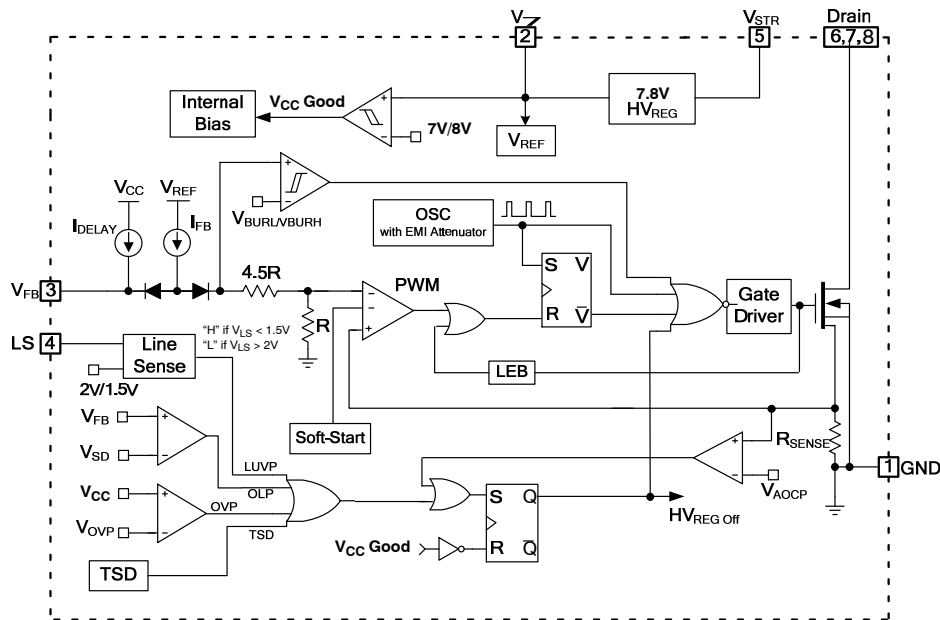 VZ
VSTR
Drain
2
5
6,7,8
Internal
Bias
VCC Good
+
−
7V/8V
7.8V
HVREG
VREF
VCC
VREF
+
−
VBURL/VBURH
OSC
with EMI Attenuator
IDELAY
IFB
VFB 3
4.5R
R
−
−
+
PWM
S V
R V̅
Gate
Driver
LS 4
Line
Sense
"H" if VLS < 1.5V
"L" if VLS > 2V
2V/1.5V
LEB
Soft-Start
VFB
+
VSD
−
LUVP
OLP
VCC
+
VOVP
−
OVP
TSD
TSD
S Q
R Q̅
VCC Good
HVREG Off
+
−
VAOCP
RSENSE
1 GND